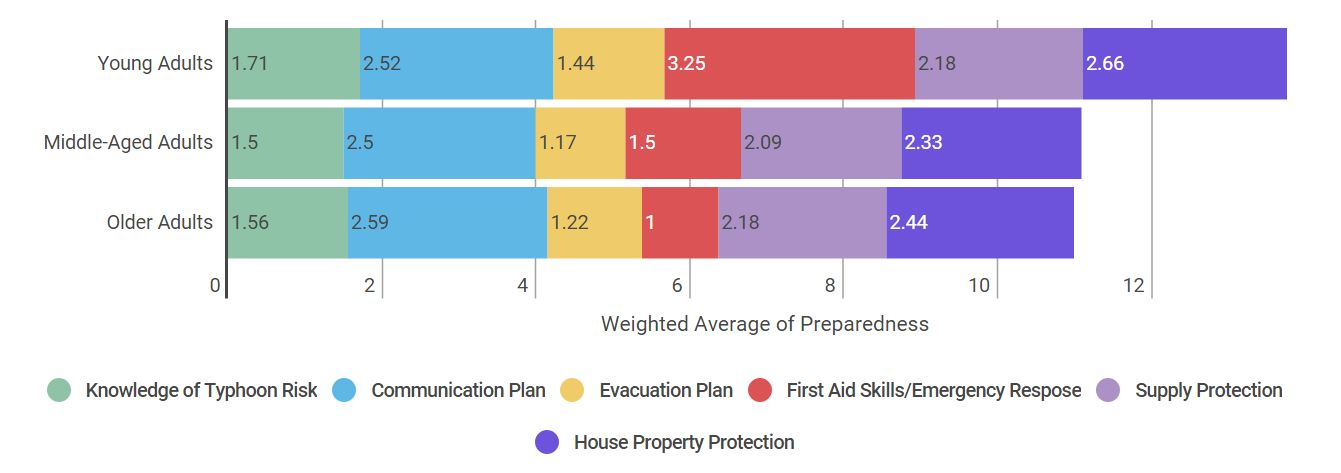 Young Adults 1.71 2.52 1.44 3.25 2.18 2.66
Middle-Aged Adults 1.5 2.5 1.17 1.5 2.09 2.33
Older Adults 1.56 2.59 1.22 1 2.18 2.44
0 2 4 6 8 10 12
Weighted Average of Preparedness
Knowledge of Typhoon Risk Communication Plan Evacuation Plan First Aid Skills/Emergency Respose Supply Protection
House Property Protection